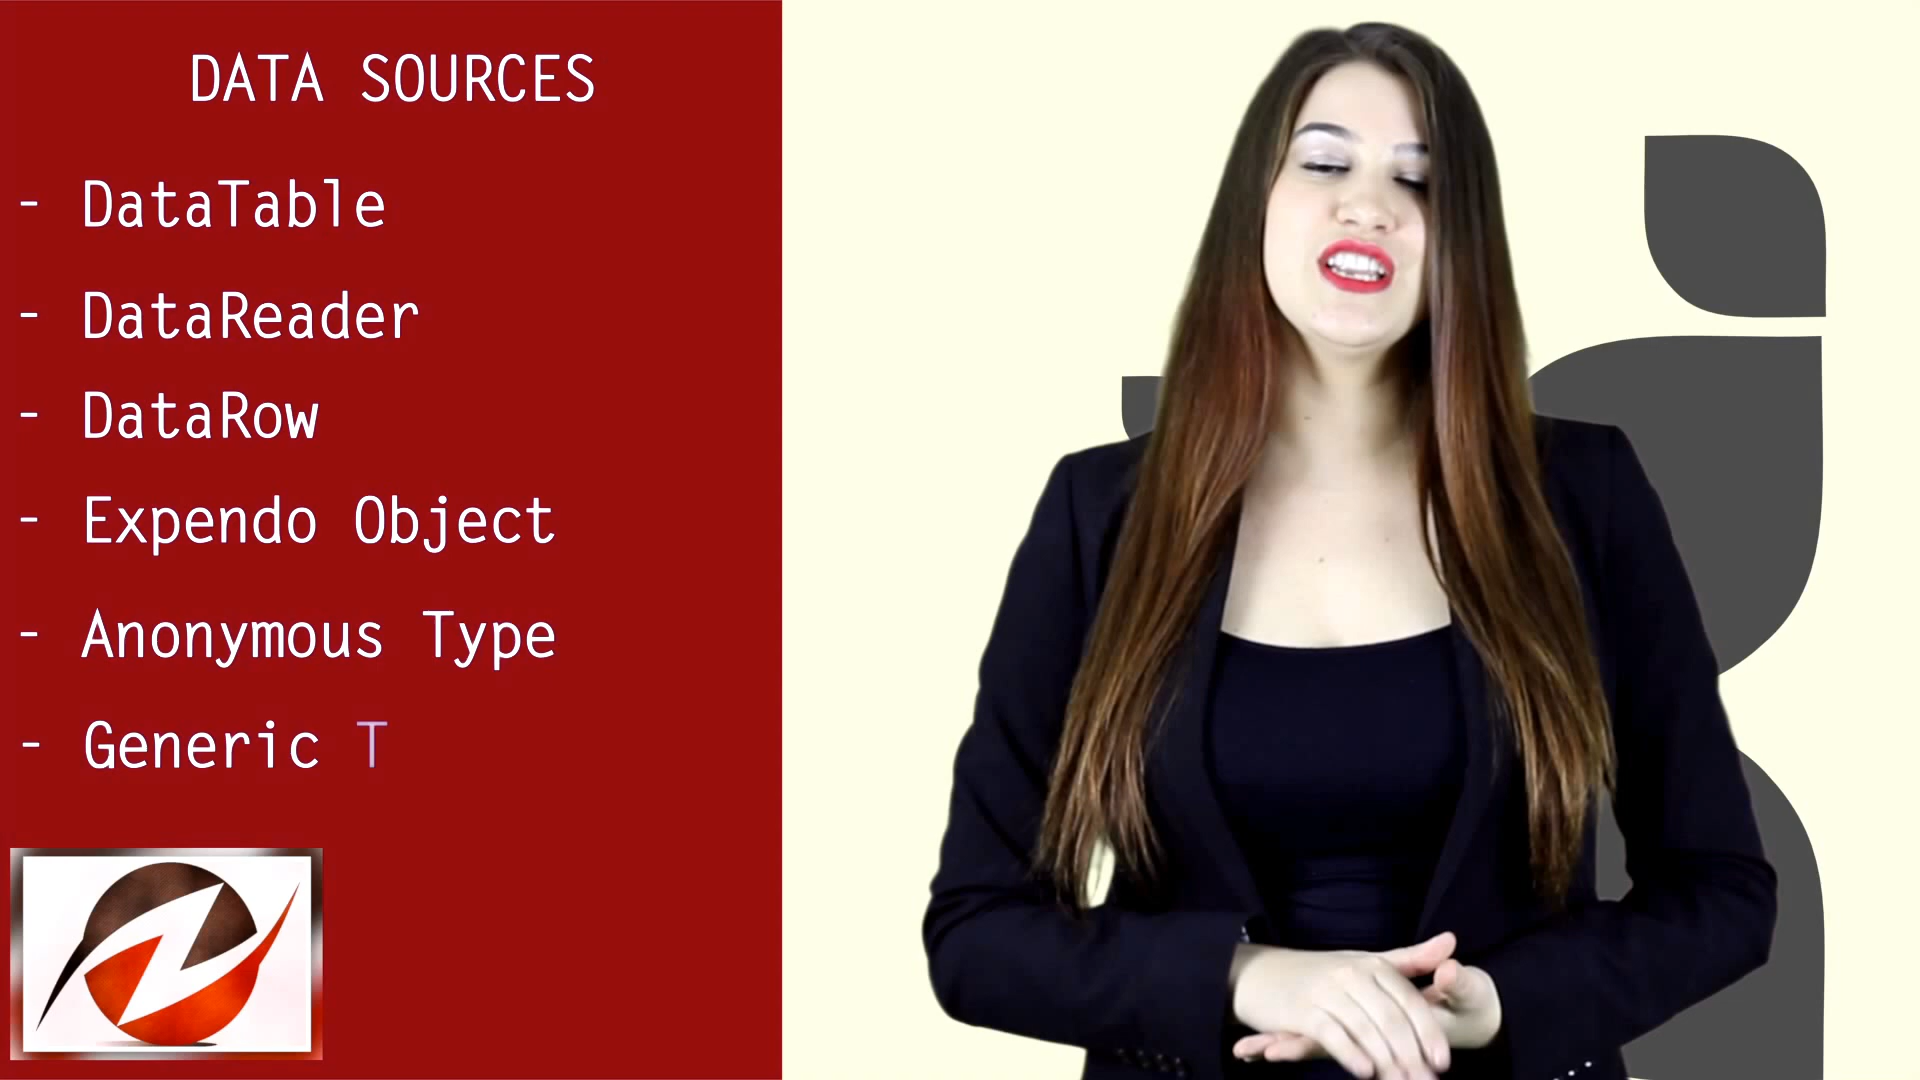 DATA SOURCES
- DataTable
- DataReader
- DataRow
- Expendo Object
- Anonymous Type
- Generic T